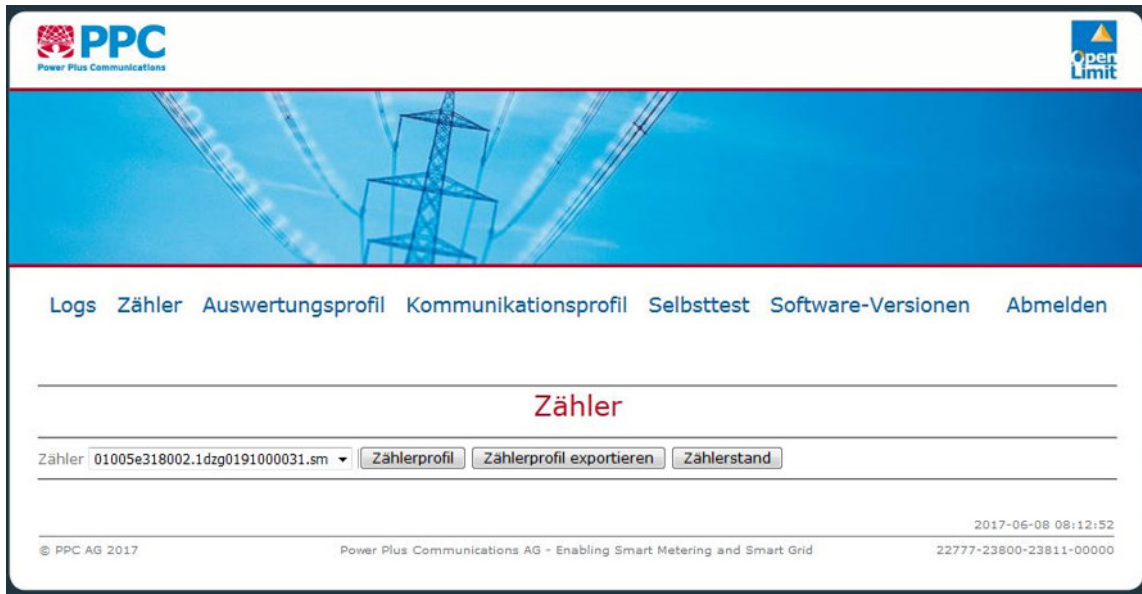 PPC
Power Plus Communications
Open
Limit
Logs Zähler Auswertungsprofil Kommunikationsprofil Selbsttest Software-Versionen Abmelden
Zähler
Zähler 01005e318002.1dzg0191000031.sm Zählerprofil Zählerprofil exportieren Zählerstand
2017-06-08 08:12:52
© PPC AG 2017 Power Plus Communications AG - Enabling Smart Metering and Smart Grid 22777-23800-23811-00000